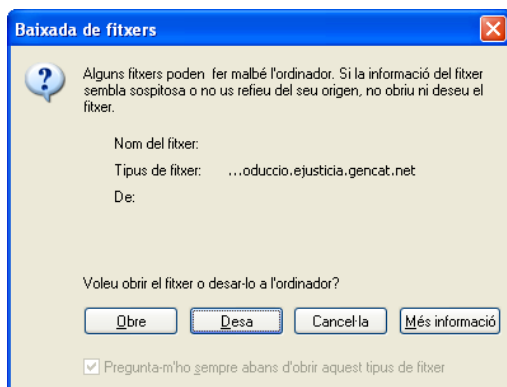 Baixada de fitxers
Alguns fitxers poden fer malbé l'ordinador. Si la informació del fitxer
sembla sospitosa o no us refieu del seu origen, no obriu ni deseu el
fitxer.
Nom del fitxer:
Tipus de fitxer: ...oduccio.ejusticia.gencat.net
De:
Voleu obrir el fitxer o desar-lo a l'ordinador?
Obre Desa Cancel·la Més informació
Pregunta-m'ho sempre abans d'obrir aquest tipus de fitxer